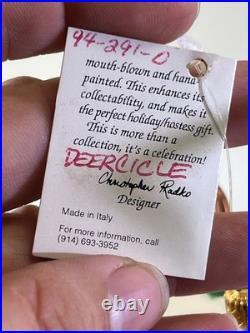 94-291-0
mouth-blown and hand
painted. This enhances its
collectability, and makes it
the perfect holiday/hostess gift.
This is more than a
collection, it's a celebration!
DEERCICLE
Christopher Radko
Designer
Made in Italy
For more information, call
(914) 693-3952